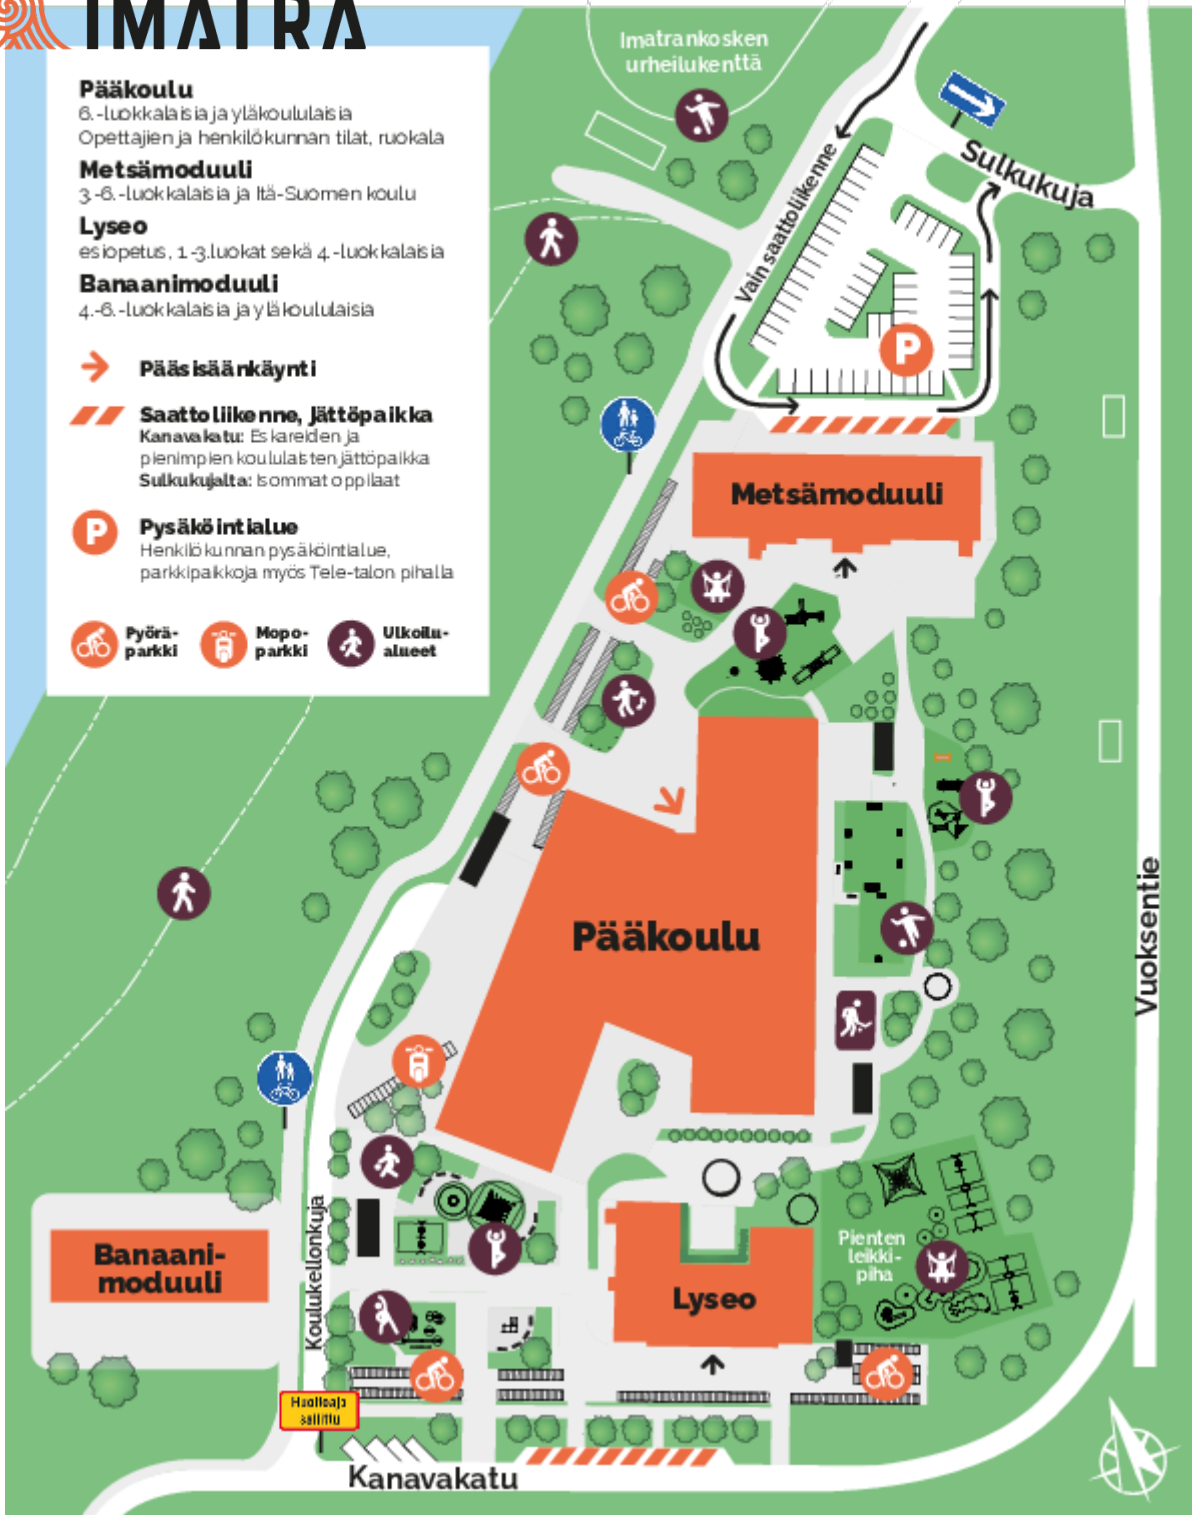 IMATRA
Pääkoulu
6.-luokkalaisia ja yläkoululaisia
Opettajien ja henkilökunnan tilat, ruokala
Metsämoduuli
3.-6.-luokkalaisia ja Itä-Suomen koulu
Lyseo
esiopetus, 1.-3.luokat sekä 4.-luokkalaisia
Banaanimoduuli
4.-6.-luokkalaisia ja yläkoululaisia
Pääsisäänkäynti
Saattoliikenne, Jättöpaikka
Kanavakatu: Eskareiden ja
pienimpien koululaisten jättöpaikka
Sulkukujalta: Isommat oppilaat
P
Pysäköintialue
Henkilökunnan pysäköintialue,
parkkipaikkoja myös Tele-talon pihalla
Pyörä-
parkki
Mopo-
parkki
Ulkoilu-
alueet
Imatrankosken
urheilukenttä
Sulkukuja
Vain saattoliikenne
P
Metsämoduuli
Pääkoulu
Vuoksentie
Banaani-
moduuli
Koulukellonkuja
Lyseo
Pienten
leikki-
piha
Huoltoajo
sallittu
Kanavakatu